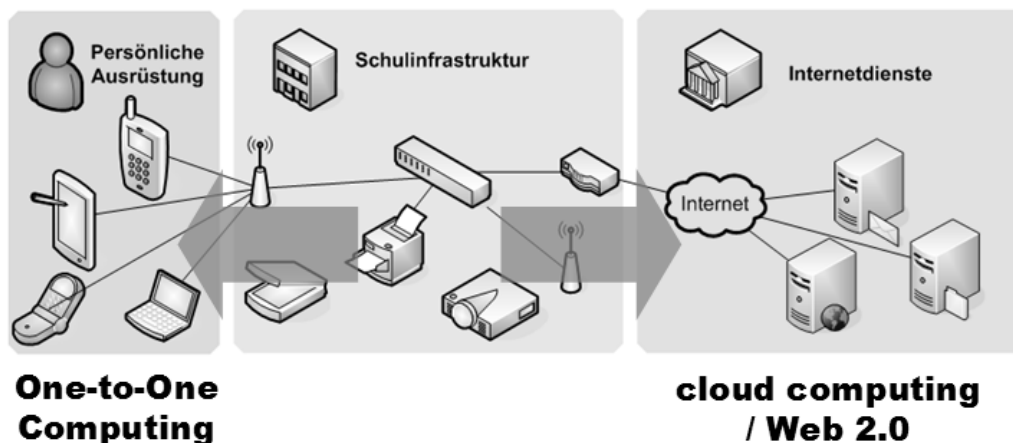 Persönliche
Ausrüstung
Schulinfrastruktur
Internetdienste
Internet
One-to-One
Computing
cloud computing
/ Web 2.0